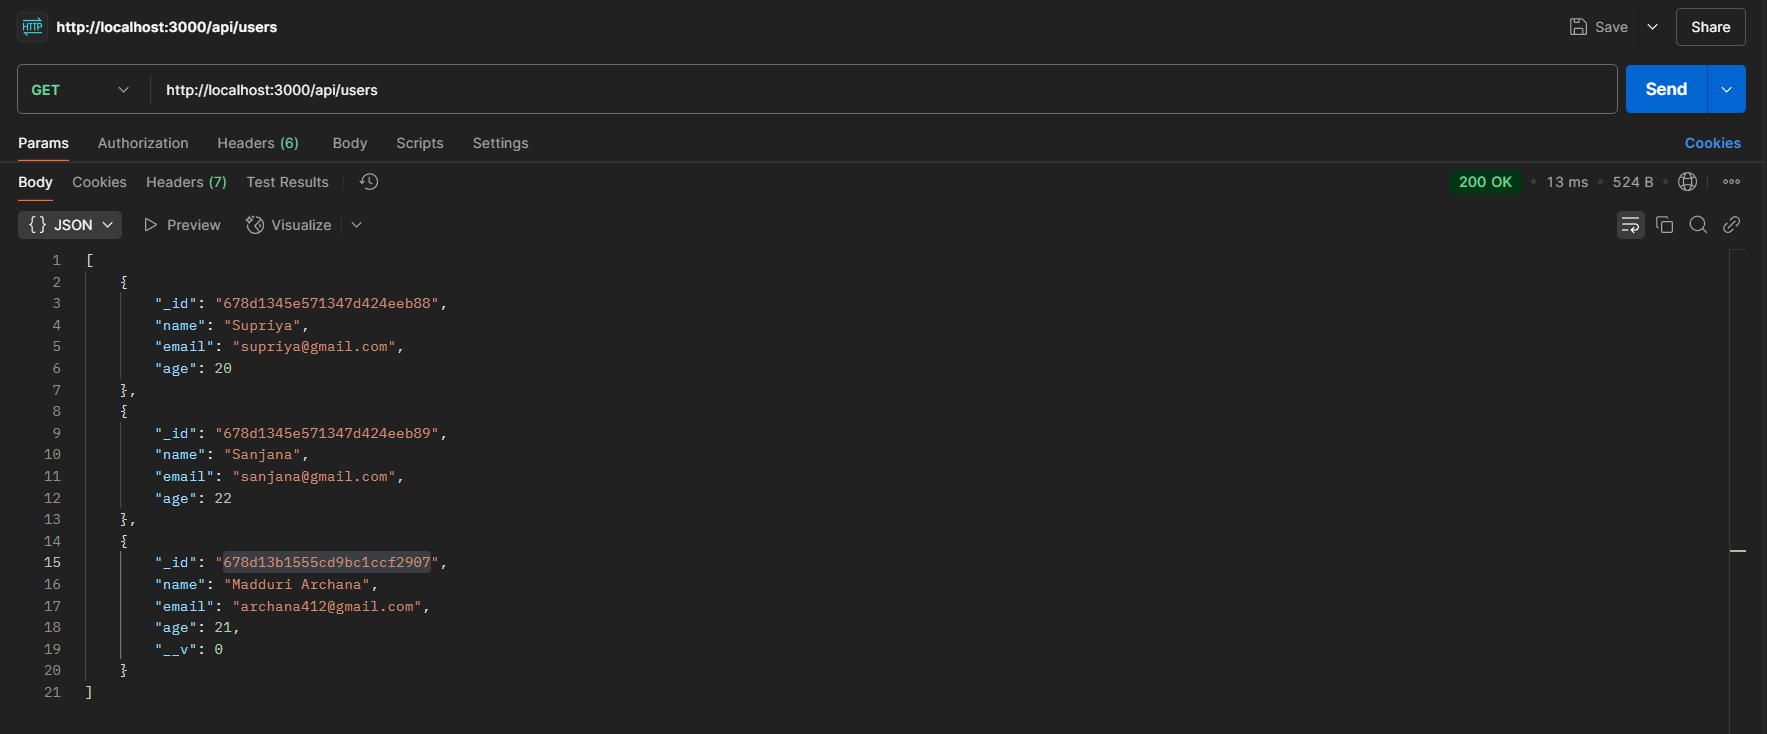 HTTP http://localhost:3000/api/users Save Share
GET http://localhost:3000/api/users Send
Params Authorization Headers (6) Body Scripts Settings Cookies
Body Cookies Headers (7) Test Results 200 OK • 13 ms • 524 B •
{} JSON Preview Visualize
1 [
2 {
3 "_id": "678d1345e571347d424eeb88",
4 "name": "Supriya",
5 "email": "supriya@gmail.com",
6 "age": 20
7 },
8 {
9 "_id": "678d1345e571347d424eeb89",
10 "name": "Sanjana",
11 "email": "sanjana@gmail.com",
12 "age": 22
13 },
14 {
15 "_id": "678d13b1555cd9bc1ccf2907",
16 "name": "Madduri Archana",
17 "email": "archana412@gmail.com",
18 "age": 21,
19 "__v": 0
20 }
21 ]